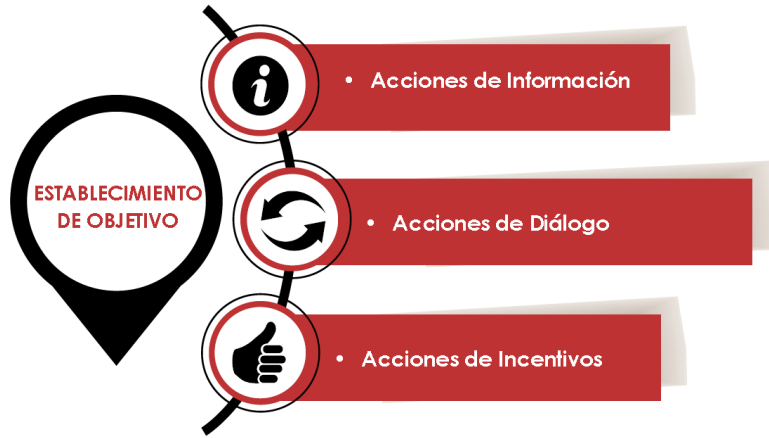 ESTABLECIMIENTO
DE OBJETIVO
• Acciones de Información
• Acciones de Diálogo
• Acciones de Incentivos